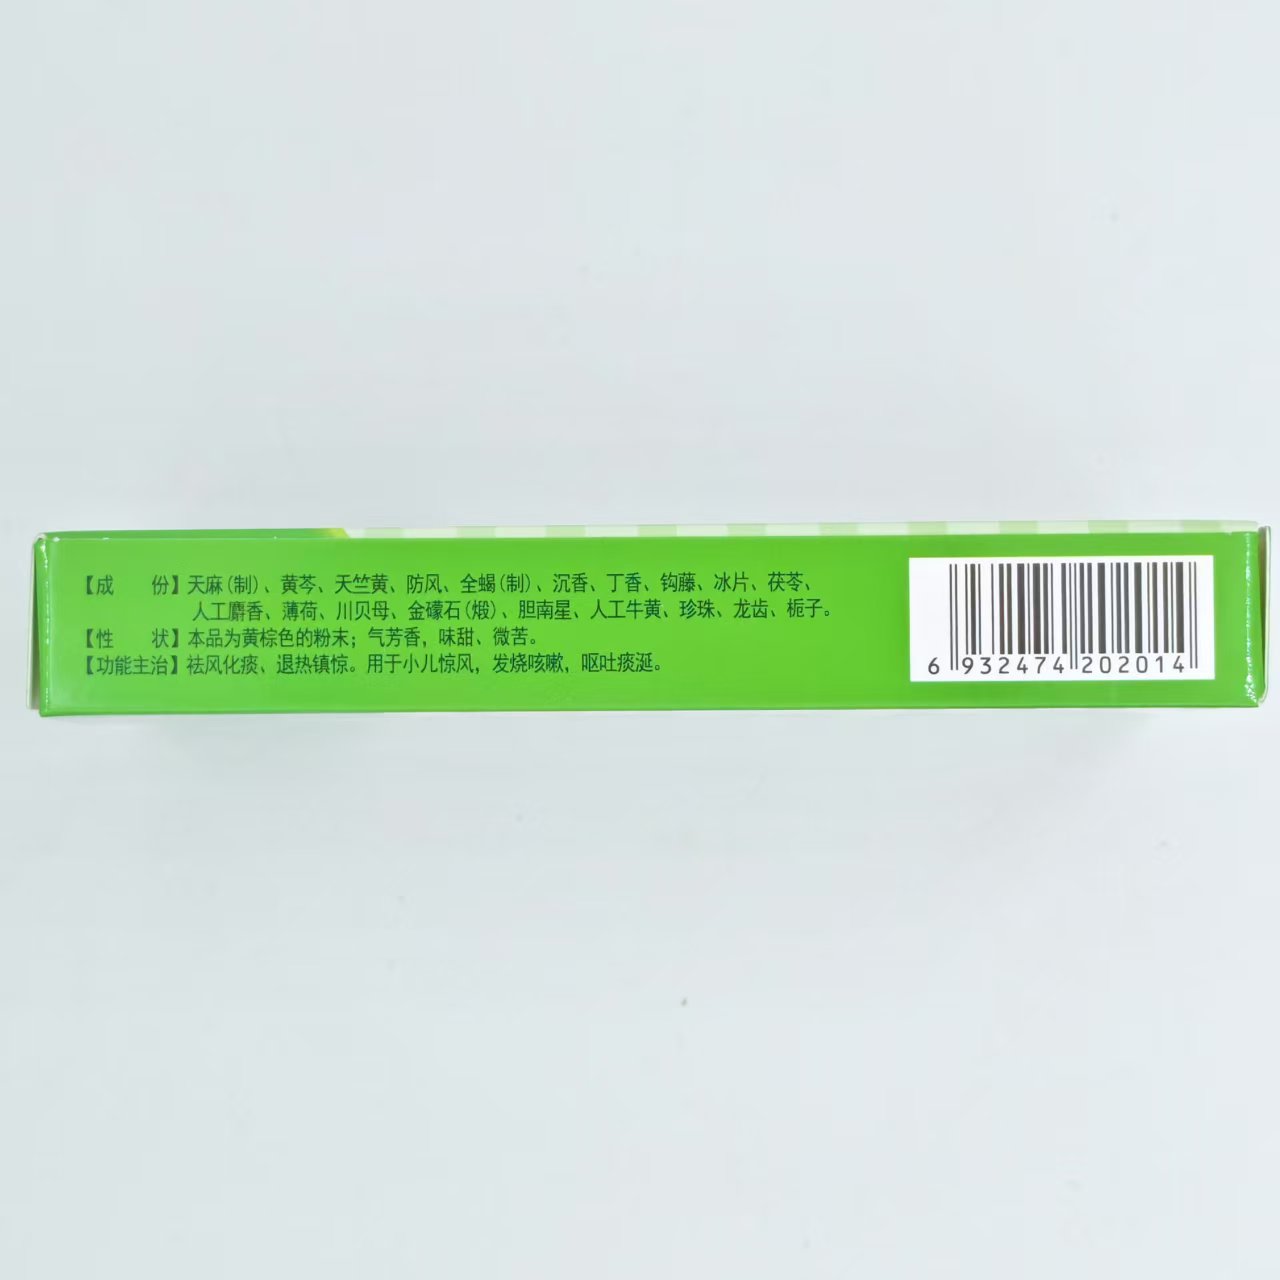 【成　　份】天麻(制)、黄芩、天竺黄、防风、全蝎(制)、沉香、丁香、钩藤、冰片、茯苓、
人工麝香、薄荷、川贝母、金礞石(煅)、胆南星、人工牛黄、珍珠、龙齿、栀子。
【性　　状】本品为黄棕色的粉末；气芳香，味甜、微苦。
【功能主治】祛风化痰、退热镇惊。用于小儿惊风，发烧咳嗽，呕吐痰涎。
6 932474 202014